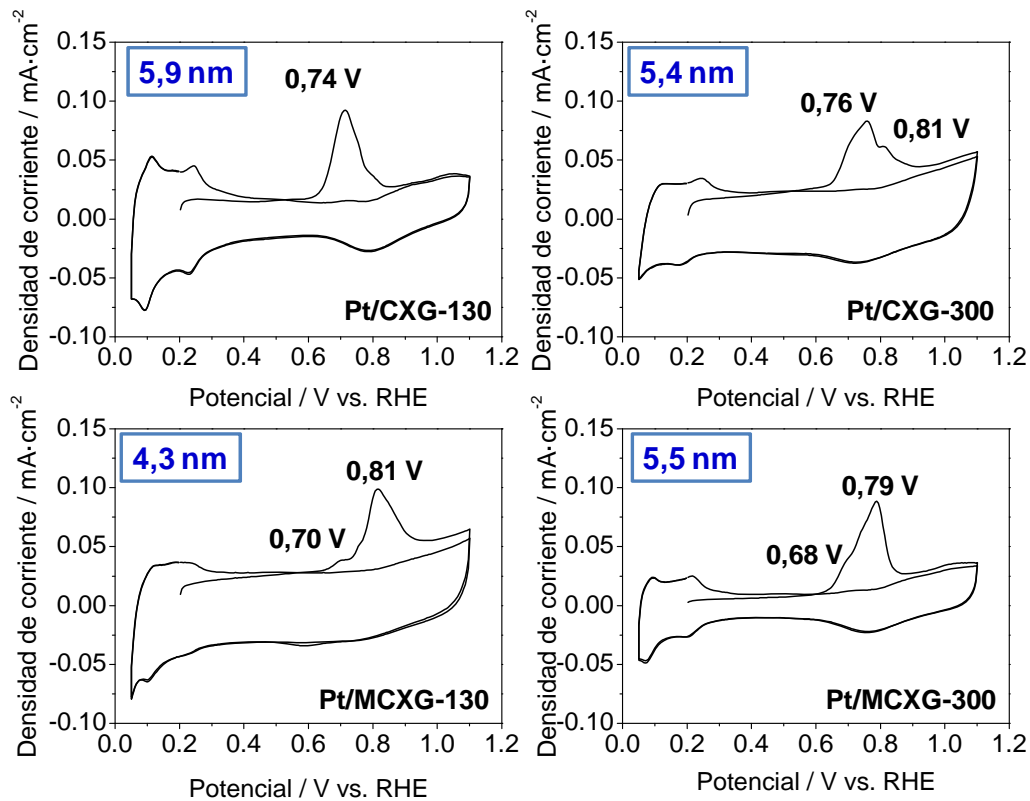 Densidad de corriente / mA·cm⁻²
0.15
0.10
0.05
0.00
-0.05
-0.10
5,9 nm
0,74 V
Pt/CXG-130
0.0 0.2 0.4 0.6 0.8 1.0 1.2
Potencial / V vs. RHE
Densidad de corriente / mA·cm⁻²
0.15
0.10
0.05
0.00
-0.05
-0.10
5,4 nm
0,76 V
0,81 V
Pt/CXG-300
0.0 0.2 0.4 0.6 0.8 1.0 1.2
Potencial / V vs. RHE
Densidad de corriente / mA·cm⁻²
0.15
0.10
0.05
0.00
-0.05
-0.10
4,3 nm
0,81 V
0,70 V
Pt/MCXG-130
0.0 0.2 0.4 0.6 0.8 1.0 1.2
Potencial / V vs. RHE
Densidad de corriente / mA·cm⁻²
0.15
0.10
0.05
0.00
-0.05
-0.10
5,5 nm
0,79 V
0,68 V
Pt/MCXG-300
0.0 0.2 0.4 0.6 0.8 1.0 1.2
Potencial / V vs. RHE